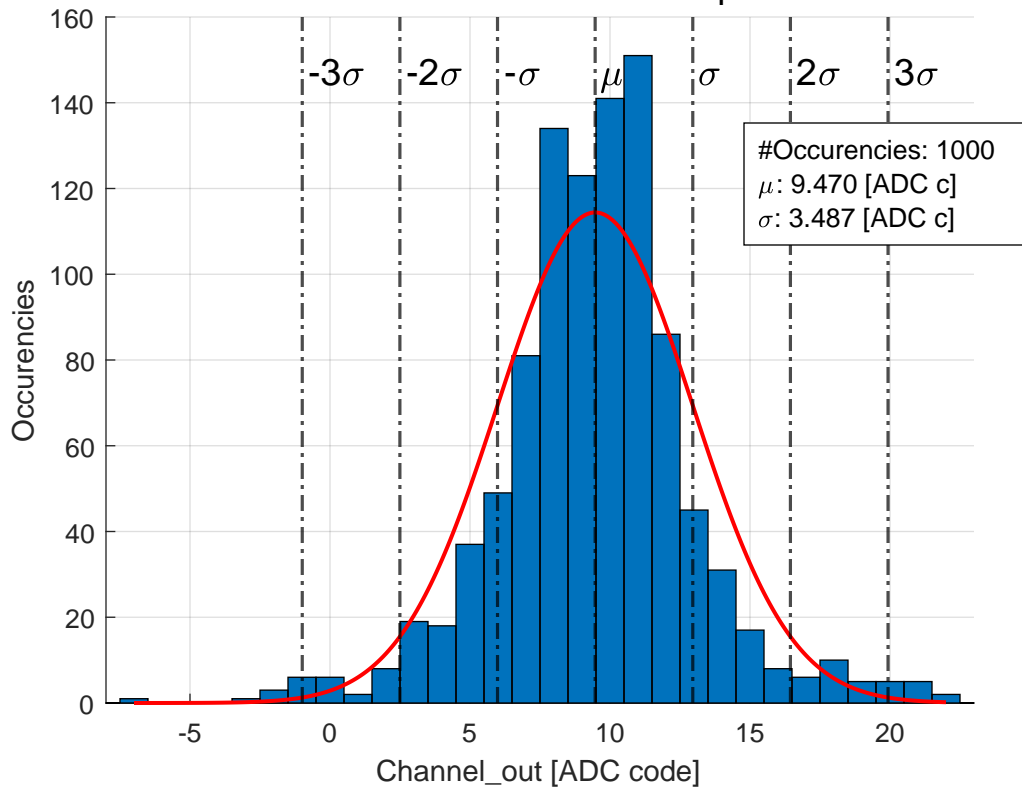 160
140
120
100
80
60
40
20
0
Occurencies
-3σ
-2σ
-σ
μ
σ
2σ
3σ
#Occurencies: 1000
μ: 9.470 [ADC c]
σ: 3.487 [ADC c]
-5
0
5
10
15
20
Channel_out [ADC code]